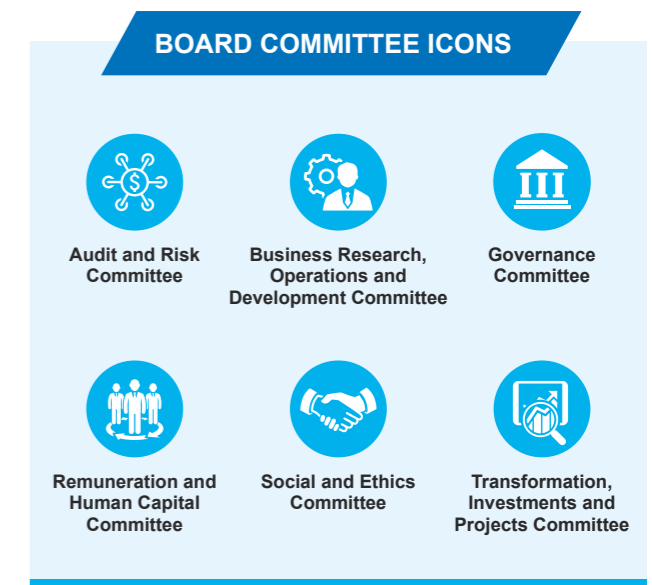 BOARD COMMITTEE ICONS
$
Audit and Risk
Committee
Business Research,
Operations and
Development Committee
Governance
Committee
Remuneration and
Human Capital
Committee
Social and Ethics
Committee
Transformation,
Investments and
Projects Committee